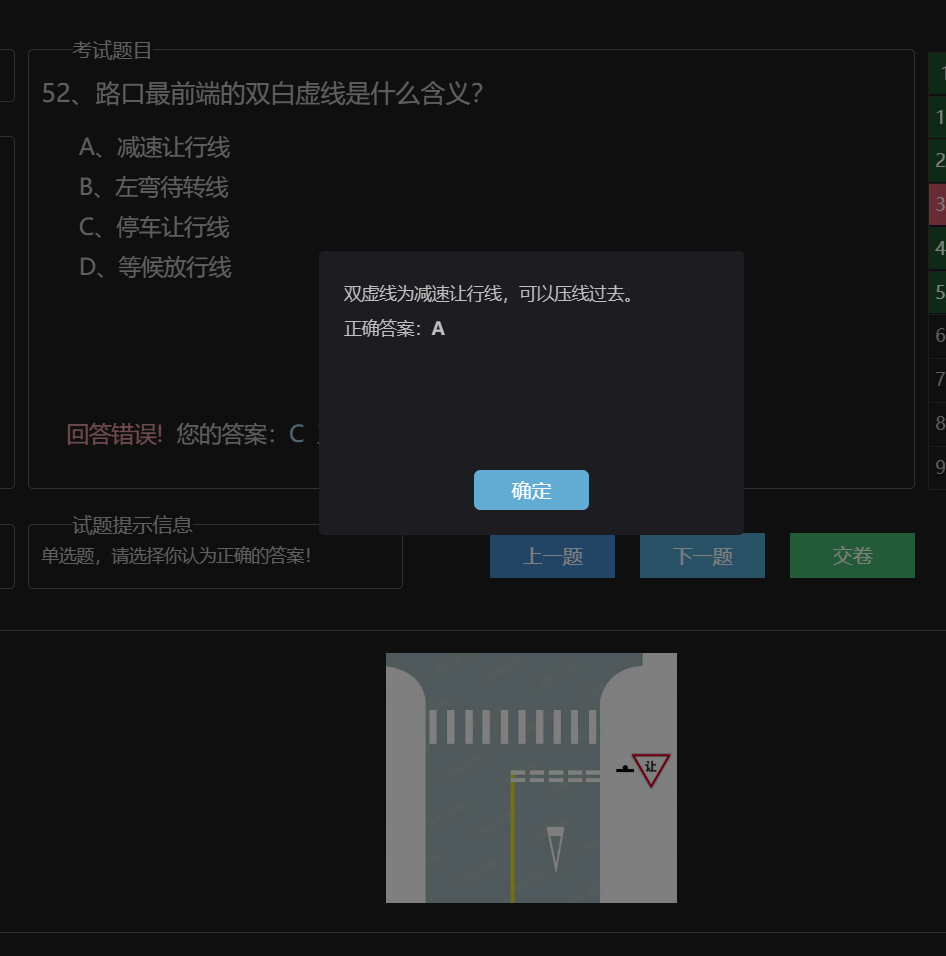 考试题目
52、路口最前端的双白虚线是什么含义？
A、减速让行线
B、左弯待转线
C、停车让行线
D、等候放行线
双虚线为减速让行线，可以压线过去。
正确答案：A
回答错误！ 您的答案：C
确定
试题提示信息
单选题，请选择你认为正确的答案！
上一题
下一题
交卷
让
1
1
2
3
4
5
6
7
8
9